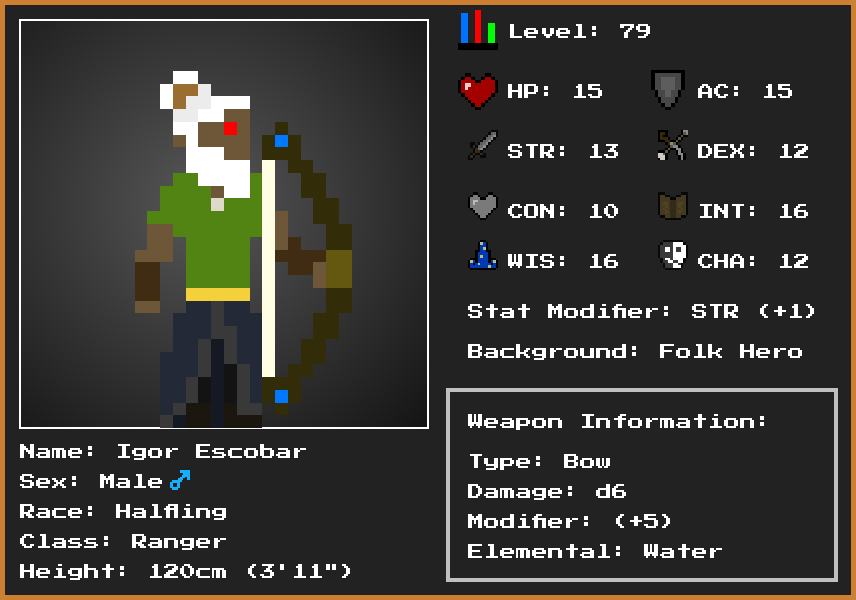 Level: 79
HP: 15
AC: 15
STR: 13
DEX: 12
CON: 10
INT: 16
WIS: 16
CHA: 12
Stat Modifier: STR (+1)
Background: Folk Hero
Weapon Information:
Type: Bow
Damage: d6
Modifier: (+5)
Elemental: Water
Name: Igor Escobar
Sex: Male♂
Race: Halfling
Class: Ranger
Height: 120cm (3'11")